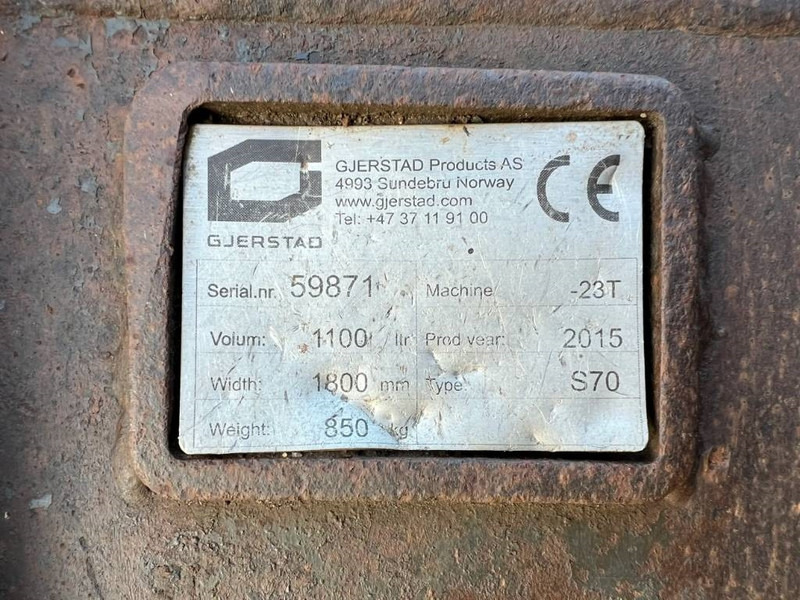 GJERSTAD Products AS
4993 Sundebru Norway
www.gjerstad.com
Tel: +47 37 11 91 00
CE
GJERSTAD
Serial.nr. 59871 Machine -23T
Volum: 1100 ltr Prod year: 2015
Width: 1800 mm Type: S70
Weight: 850 kg